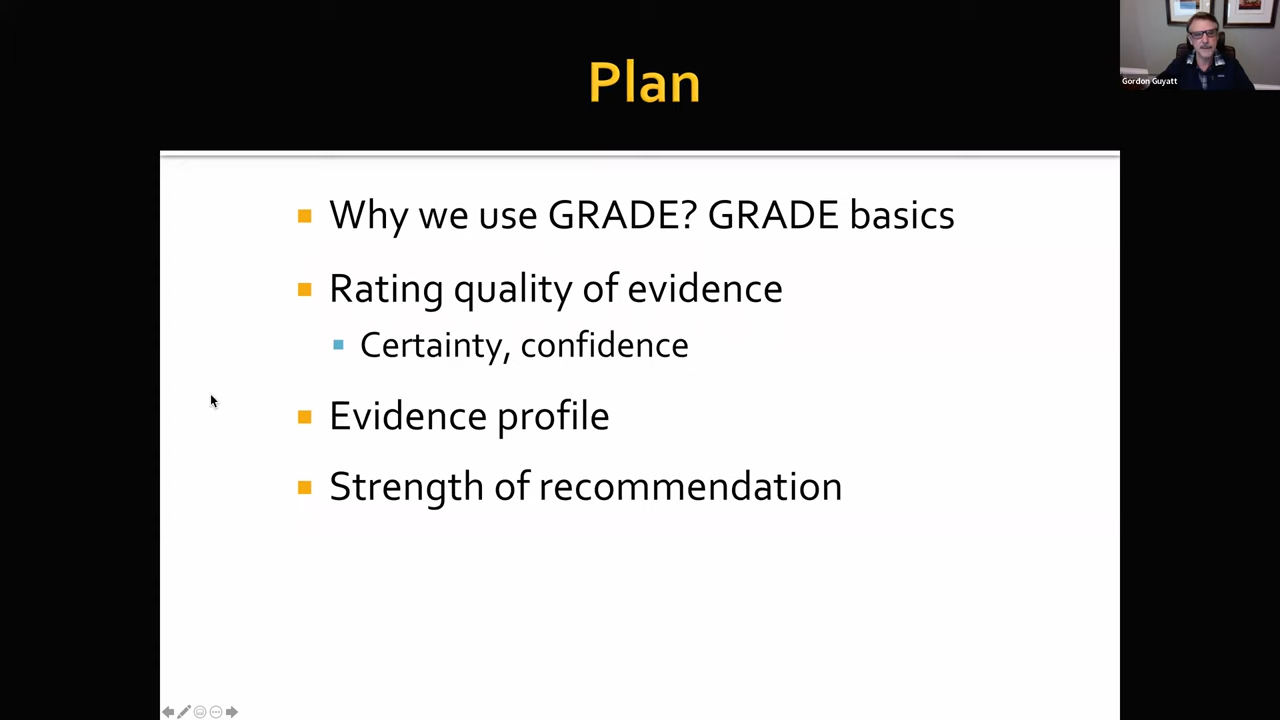 Plan
Gordon Guyatt
Why we use GRADE? GRADE basics
Rating quality of evidence
Certainty, confidence
Evidence profile
Strength of recommendation